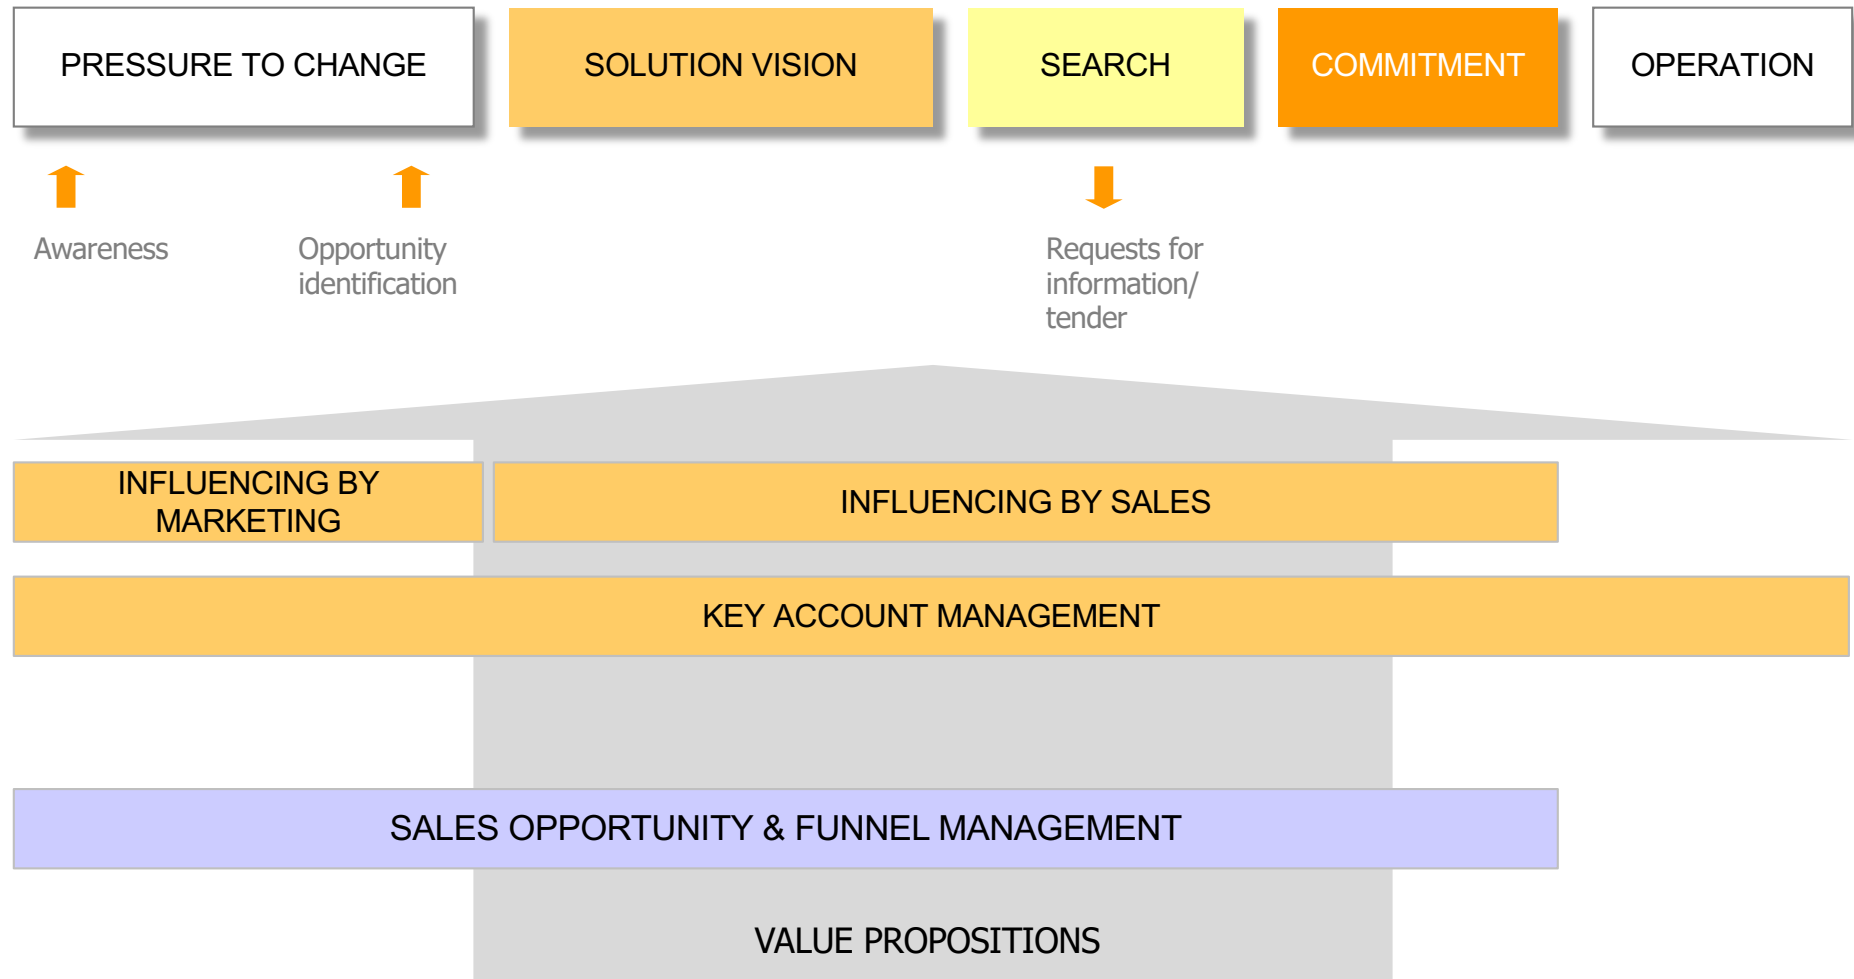 PRESSURE TO CHANGE
SOLUTION VISION
SEARCH
COMMITMENT
OPERATION
Awareness
Opportunity
identification
Requests for
information/
tender
INFLUENCING BY
MARKETING
INFLUENCING BY SALES
KEY ACCOUNT MANAGEMENT
SALES OPPORTUNITY & FUNNEL MANAGEMENT
VALUE PROPOSITIONS